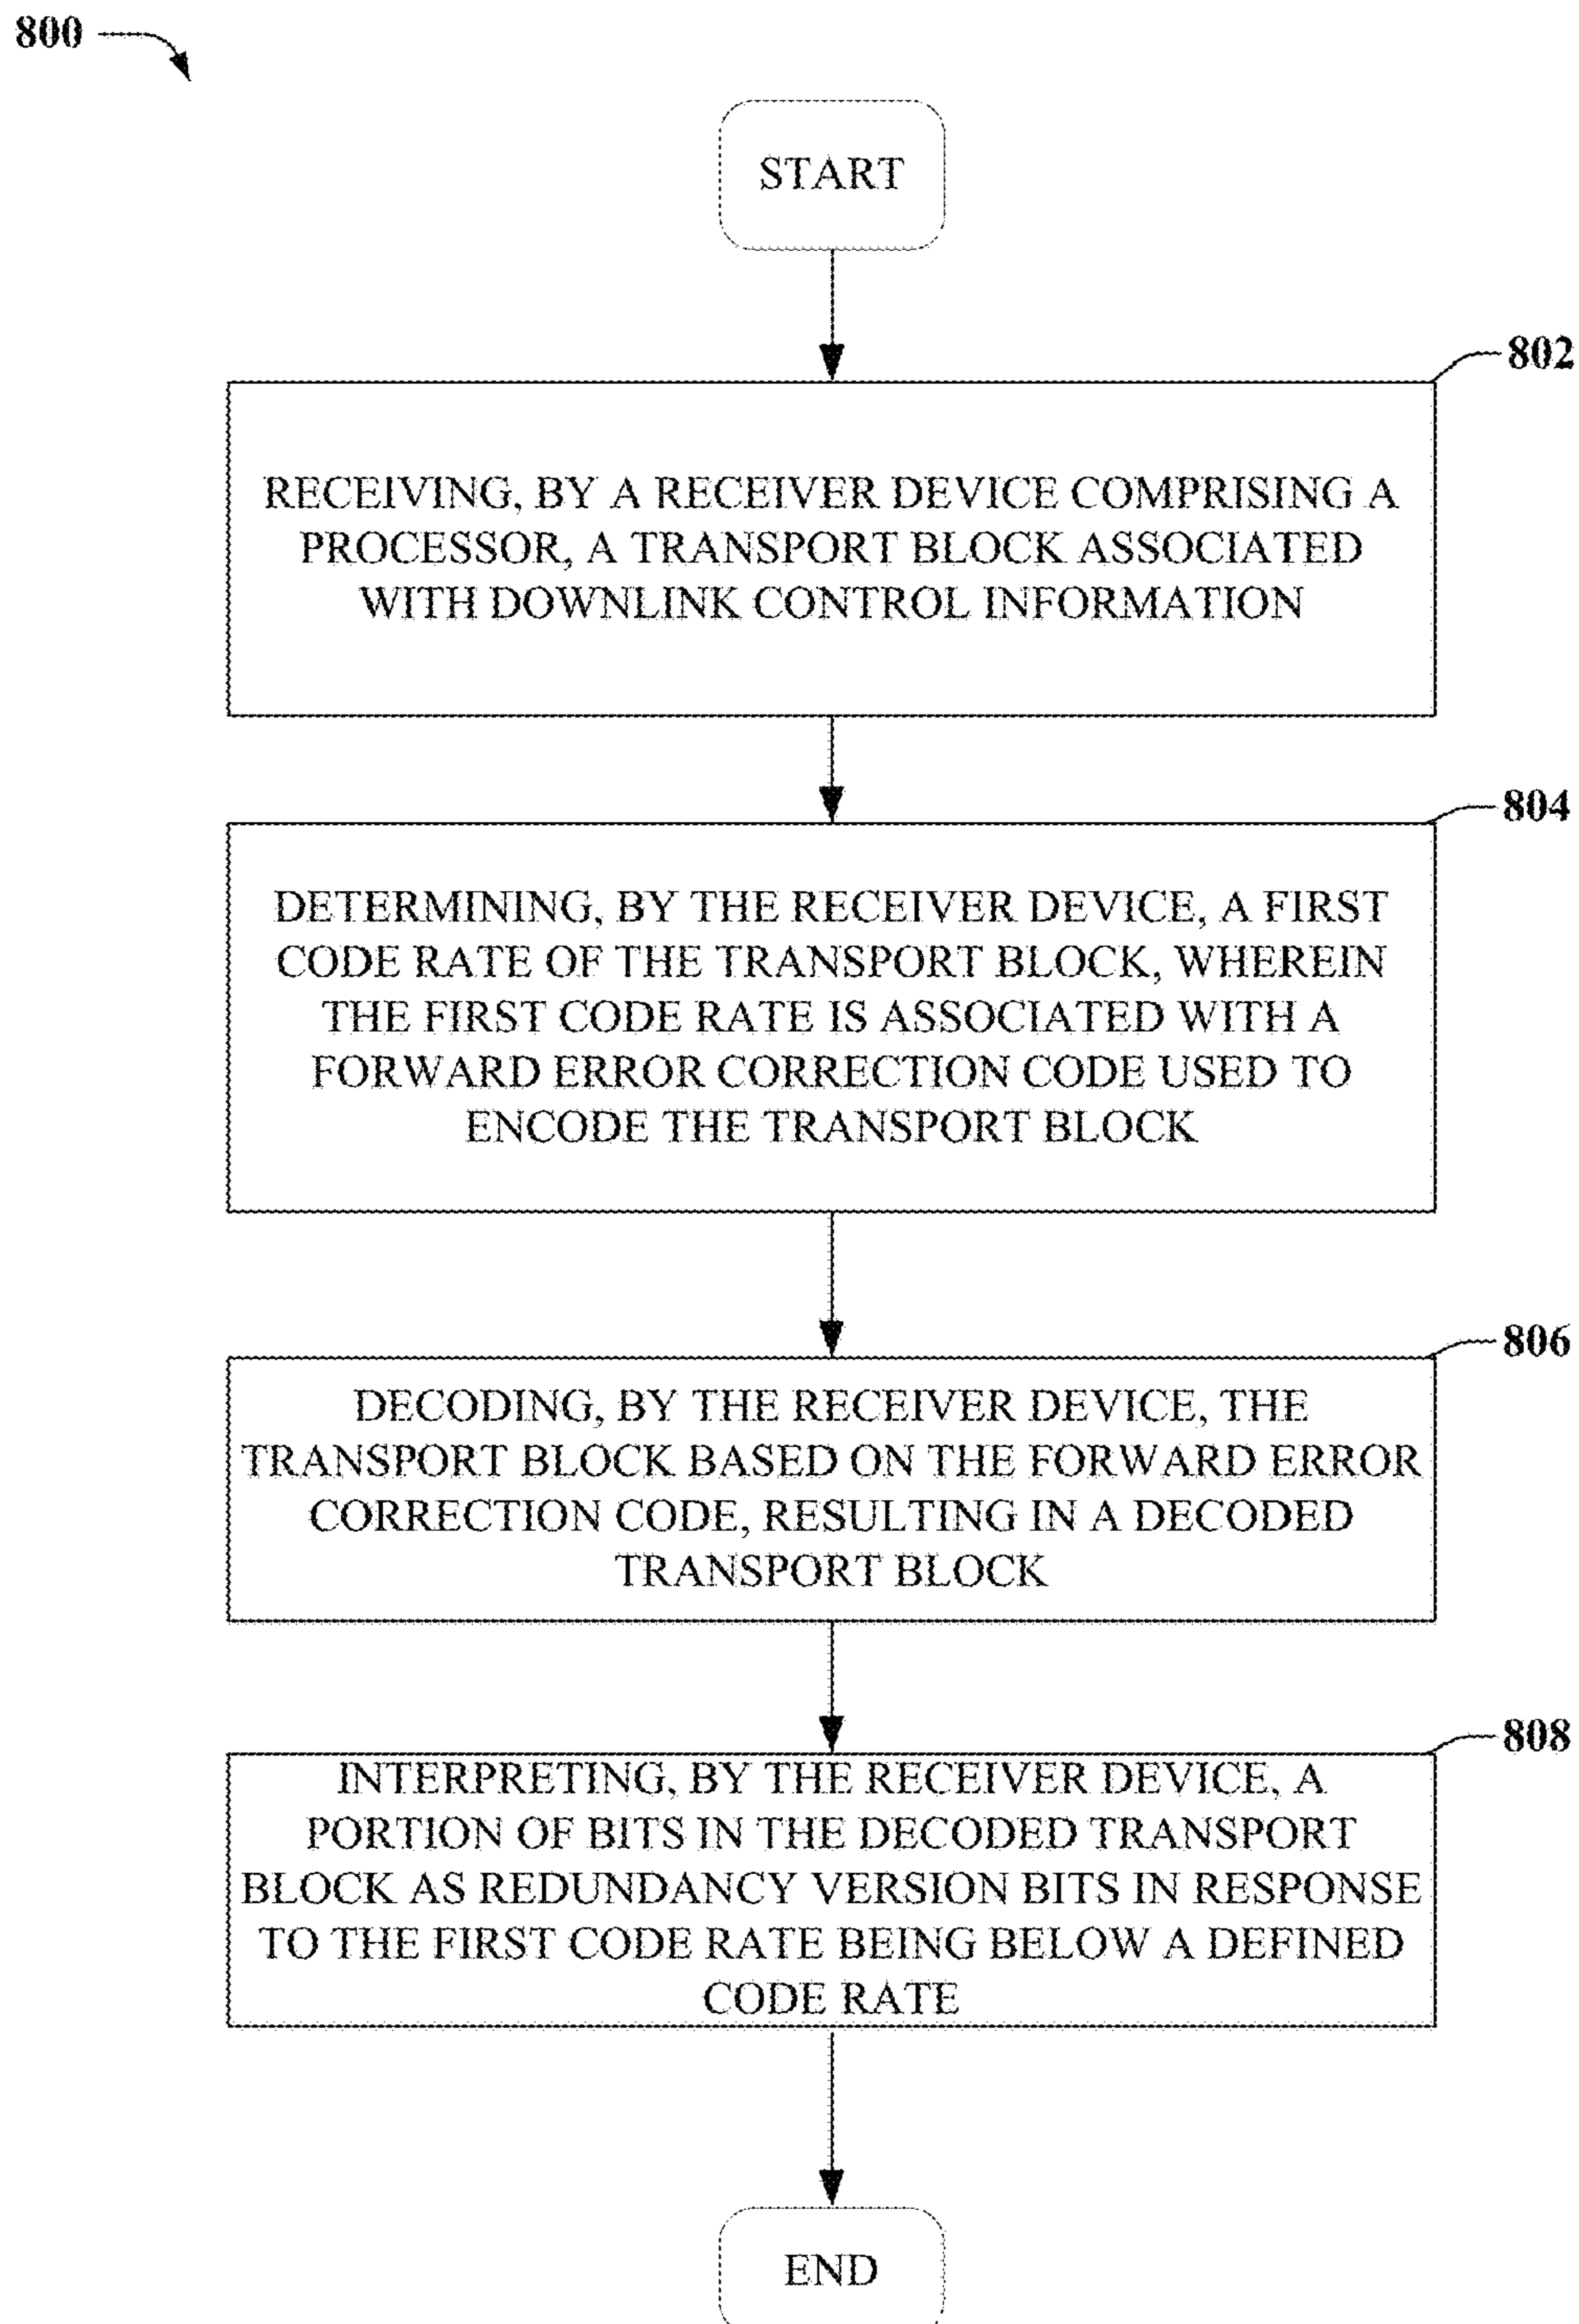 800
START
802
RECEIVING, BY A RECEIVER DEVICE COMPRISING A
PROCESSOR, A TRANSPORT BLOCK ASSOCIATED
WITH DOWNLINK CONTROL INFORMATION
804
DETERMINING, BY THE RECEIVER DEVICE, A FIRST
CODE RATE OF THE TRANSPORT BLOCK, WHEREIN
THE FIRST CODE RATE IS ASSOCIATED WITH A
FORWARD ERROR CORRECTION CODE USED TO
ENCODE THE TRANSPORT BLOCK
806
DECODING, BY THE RECEIVER DEVICE, THE
TRANSPORT BLOCK BASED ON THE FORWARD ERROR
CORRECTION CODE, RESULTING IN A DECODED
TRANSPORT BLOCK
808
INTERPRETING, BY THE RECEIVER DEVICE, A
PORTION OF BITS IN THE DECODED TRANSPORT
BLOCK AS REDUNDANCY VERSION BITS IN RESPONSE
TO THE FIRST CODE RATE BEING BELOW A DEFINED
CODE RATE
END